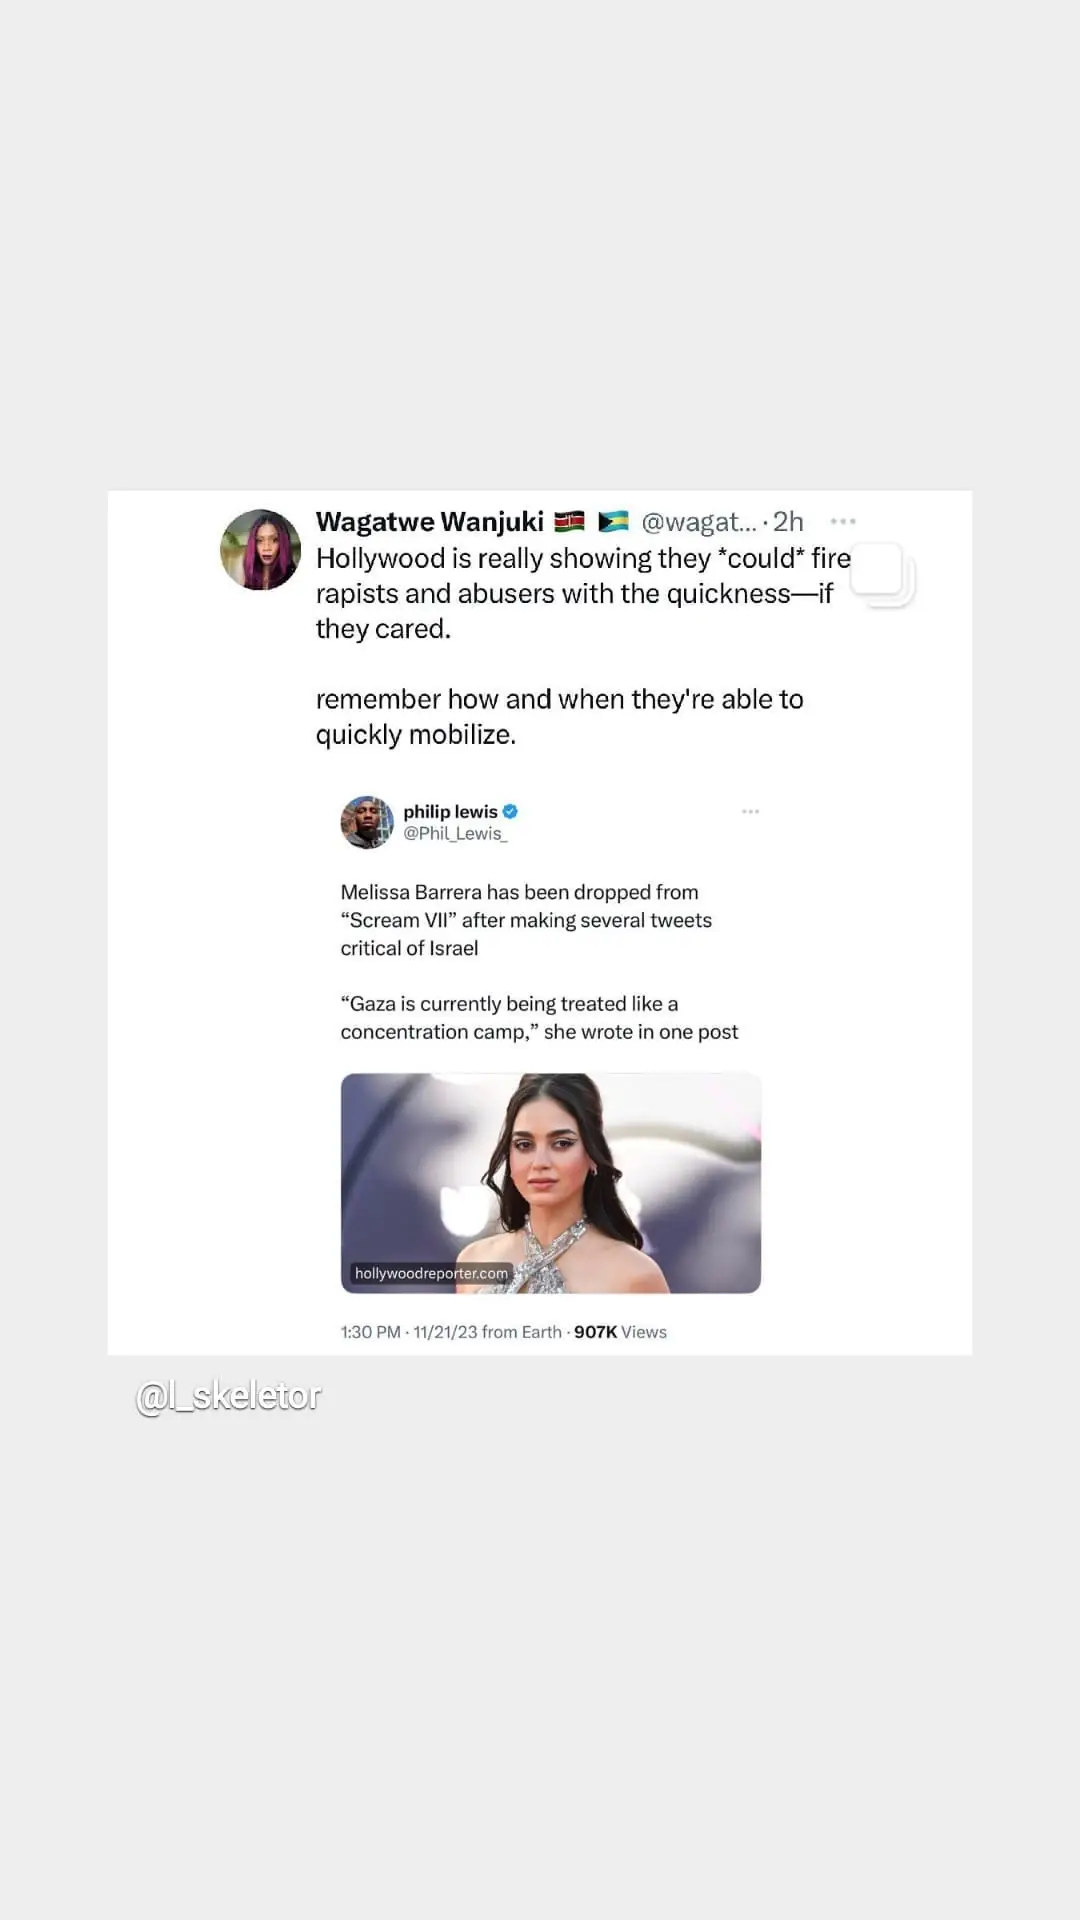 Wagatwe Wanjuki 🇰🇪 🇧🇸 @wagat... · 2h
Hollywood is really showing they *could* fire
rapists and abusers with the quickness—if
they cared.
remember how and when they're able to
quickly mobilize.
philip lewis
@Phil_Lewis_
Melissa Barrera has been dropped from
“Scream VII” after making several tweets
critical of Israel
“Gaza is currently being treated like a
concentration camp,” she wrote in one post
hollywoodreporter.com
1:30 PM · 11/21/23 from Earth · 907K Views
@l_skeletor